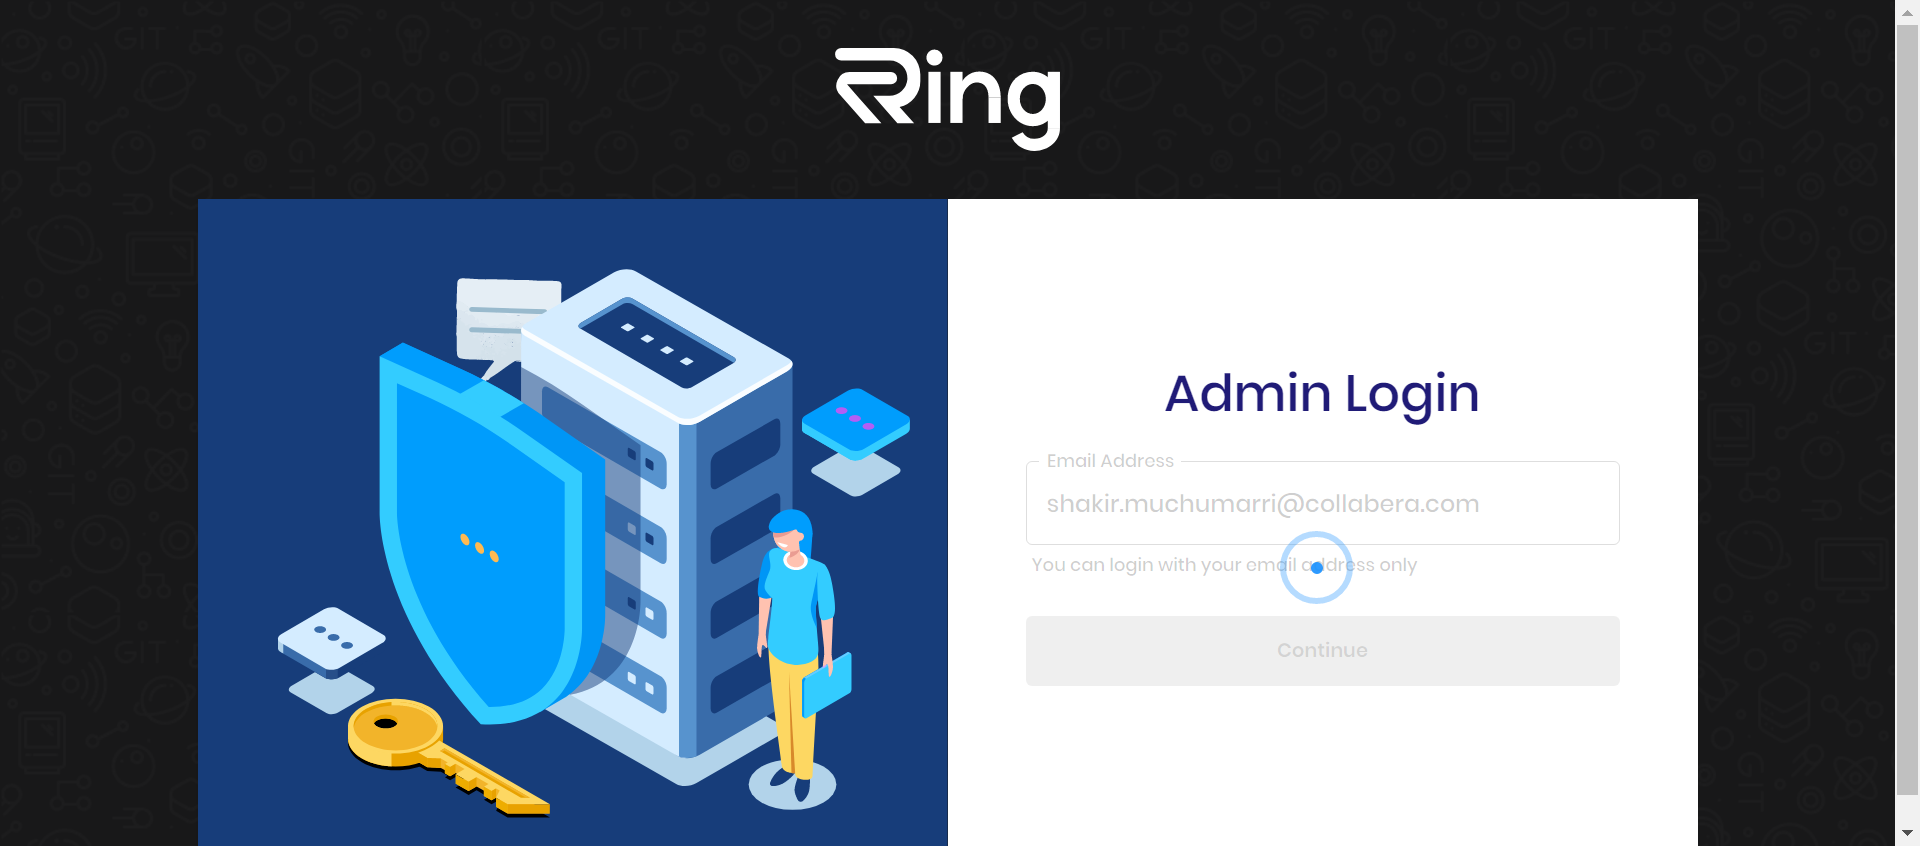 Ring
Admin Login
Email Address
shakir.muchumarri@collabera.com
You can login with your email address only
Continue